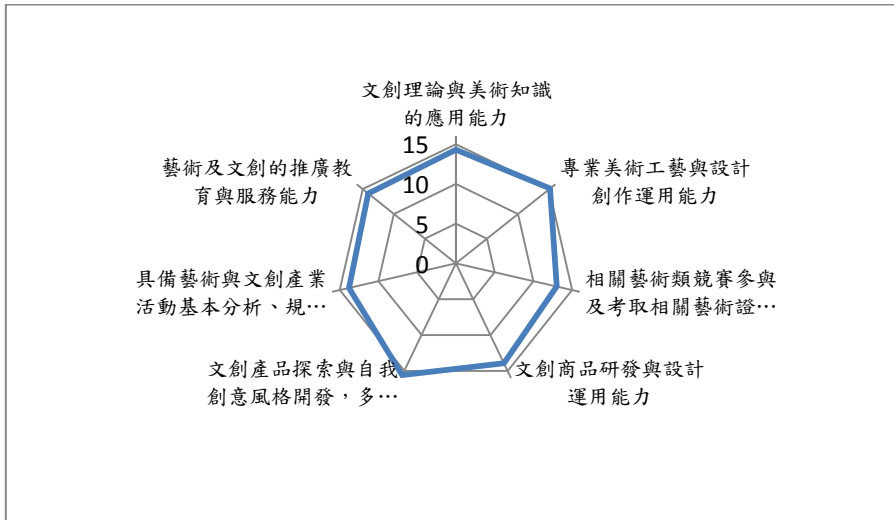 文創理論與美術知識
的應用能力
專業美術工藝與設計
創作運用能力
相關藝術類競賽參與
及考取相關藝術證…
文創商品研發與設計
運用能力
文創產品探索與自我
創意風格開發，多…
具備藝術與文創產業
活動基本分析、規…
藝術及文創的推廣教
育與服務能力
15
10
5
0